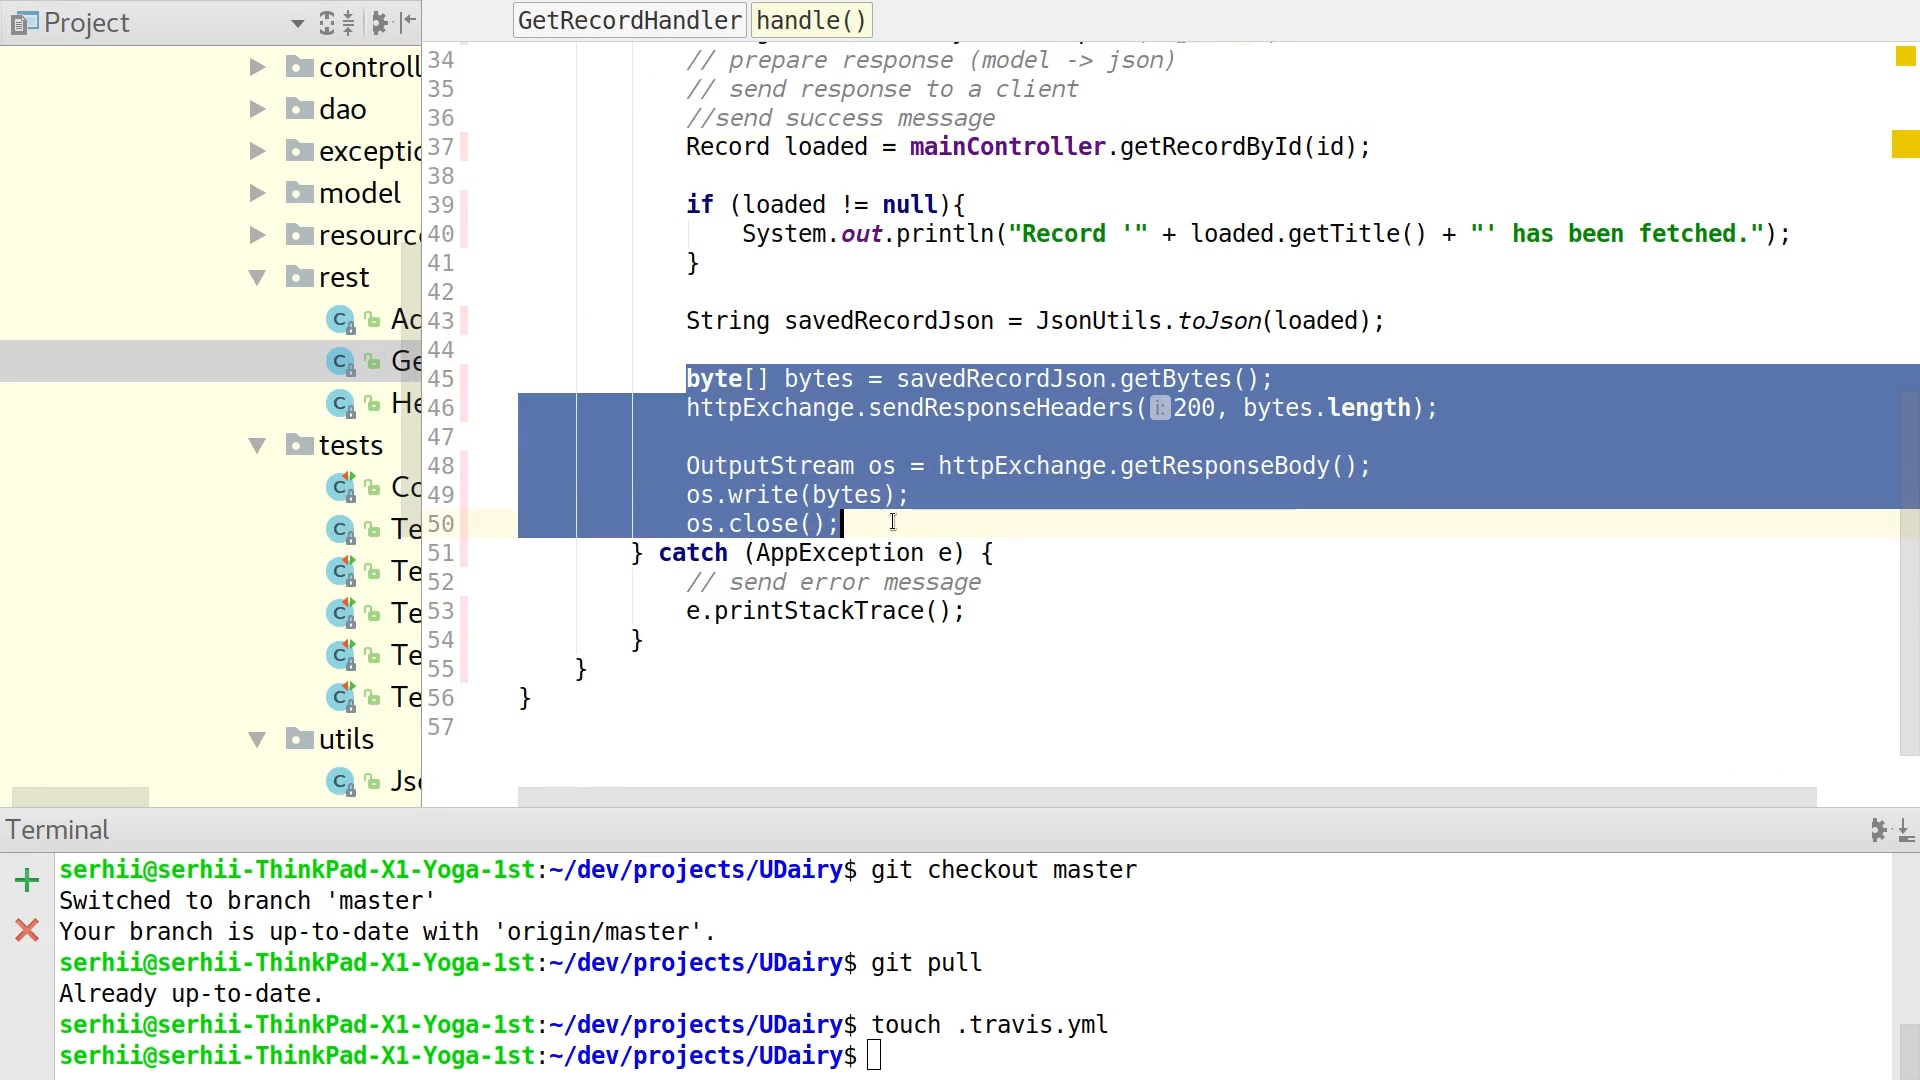 Project
GetRecordHandler handle()
controll
dao
exceptio
model
resourc
rest
Ac
Ge
He
tests
Co
Te
Te
Te
Te
Te
utils
Jso
34 // prepare response (model -> json)
35 // send response to a client
36 //send success message
37 Record loaded = mainController.getRecordById(id);
38
39 if (loaded != null){
40 System.out.println("Record '" + loaded.getTitle() + "' has been fetched.");
41 }
42
43 String savedRecordJson = JsonUtils.toJson(loaded);
44
45 byte[] bytes = savedRecordJson.getBytes();
46 httpExchange.sendResponseHeaders(i: 200, bytes.length);
47
48 OutputStream os = httpExchange.getResponseBody();
49 os.write(bytes);
50 os.close();
51 } catch (AppException e) {
52 // send error message
53 e.printStackTrace();
54 }
55 }
56 }
57
Terminal
serhii@serhii-ThinkPad-X1-Yoga-1st:~/dev/projects/UDairy$ git checkout master
Switched to branch 'master'
Your branch is up-to-date with 'origin/master'.
serhii@serhii-ThinkPad-X1-Yoga-1st:~/dev/projects/UDairy$ git pull
Already up-to-date.
serhii@serhii-ThinkPad-X1-Yoga-1st:~/dev/projects/UDairy$ touch .travis.yml
serhii@serhii-ThinkPad-X1-Yoga-1st:~/dev/projects/UDairy$